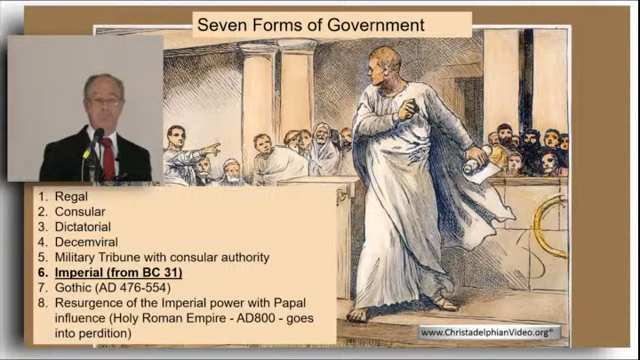 Seven Forms of Government
1. Regal
2. Consular
3. Dictatorial
4. Decemviral
5. Military Tribune with consular authority
6. Imperial (from BC 31)
7. Gothic (AD 476-554)
8. Resurgence of the Imperial power with Papal
influence (Holy Roman Empire - AD800 - goes
into perdition)
www.ChristadelphianVideo.org®